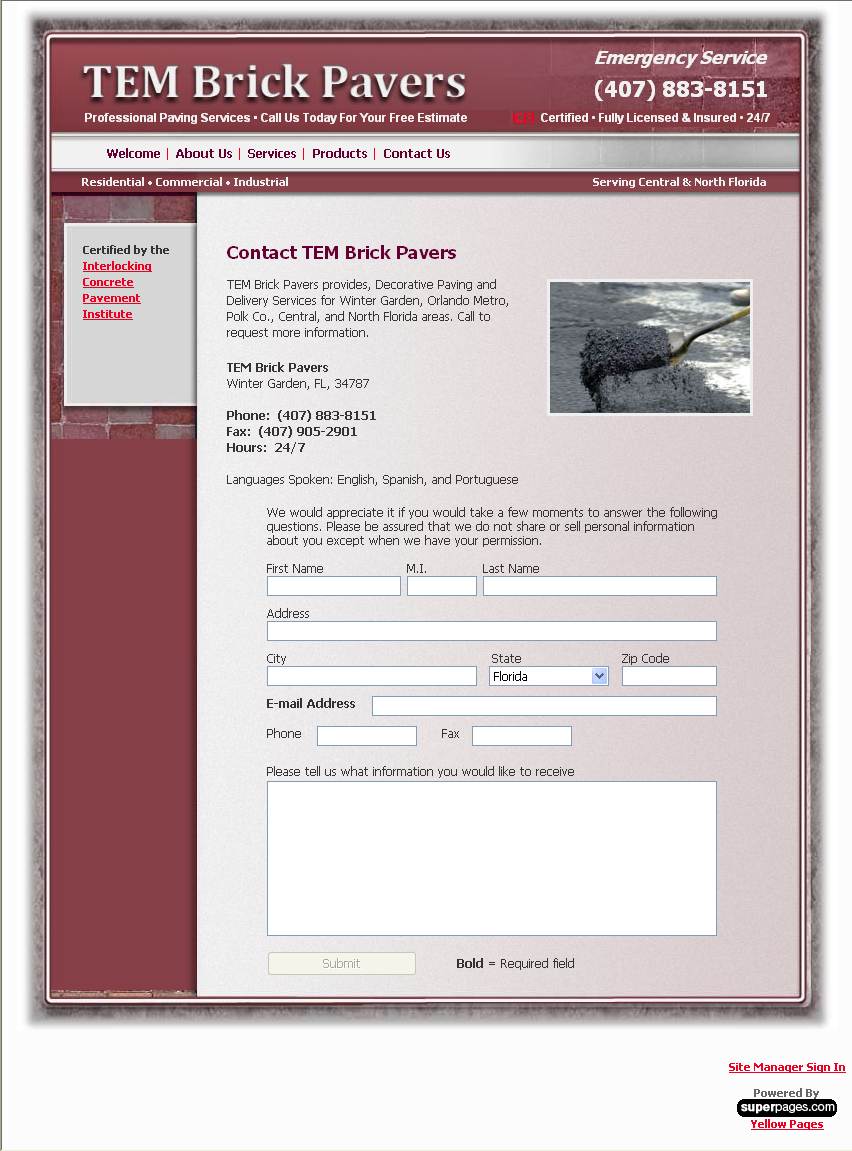 TEM Brick Pavers
Emergency Service
(407) 883-8151
Professional Paving Services • Call Us Today For Your Free Estimate
Certified • Fully Licensed & Insured • 24/7
Welcome | About Us | Services | Products | Contact Us
Residential • Commercial • Industrial
Serving Central & North Florida
Certified by the
Interlocking
Concrete
Pavement
Institute
Contact TEM Brick Pavers
TEM Brick Pavers provides, Decorative Paving and
Delivery Services for Winter Garden, Orlando Metro,
Polk Co., Central, and North Florida areas. Call to
request more information.
TEM Brick Pavers
Winter Garden, FL, 34787
Phone: (407) 883-8151
Fax: (407) 905-2901
Hours: 24/7
Languages Spoken: English, Spanish, and Portuguese
We would appreciate it if you would take a few moments to answer the following
questions. Please be assured that we do not share or sell personal information
about you except when we have your permission.
First Name M.I. Last Name
Address
City State Zip Code
Florida
E-mail Address
Phone Fax
Please tell us what information you would like to receive
Submit
Bold = Required field
Site Manager Sign In
Powered By
superpages.com
Yellow Pages